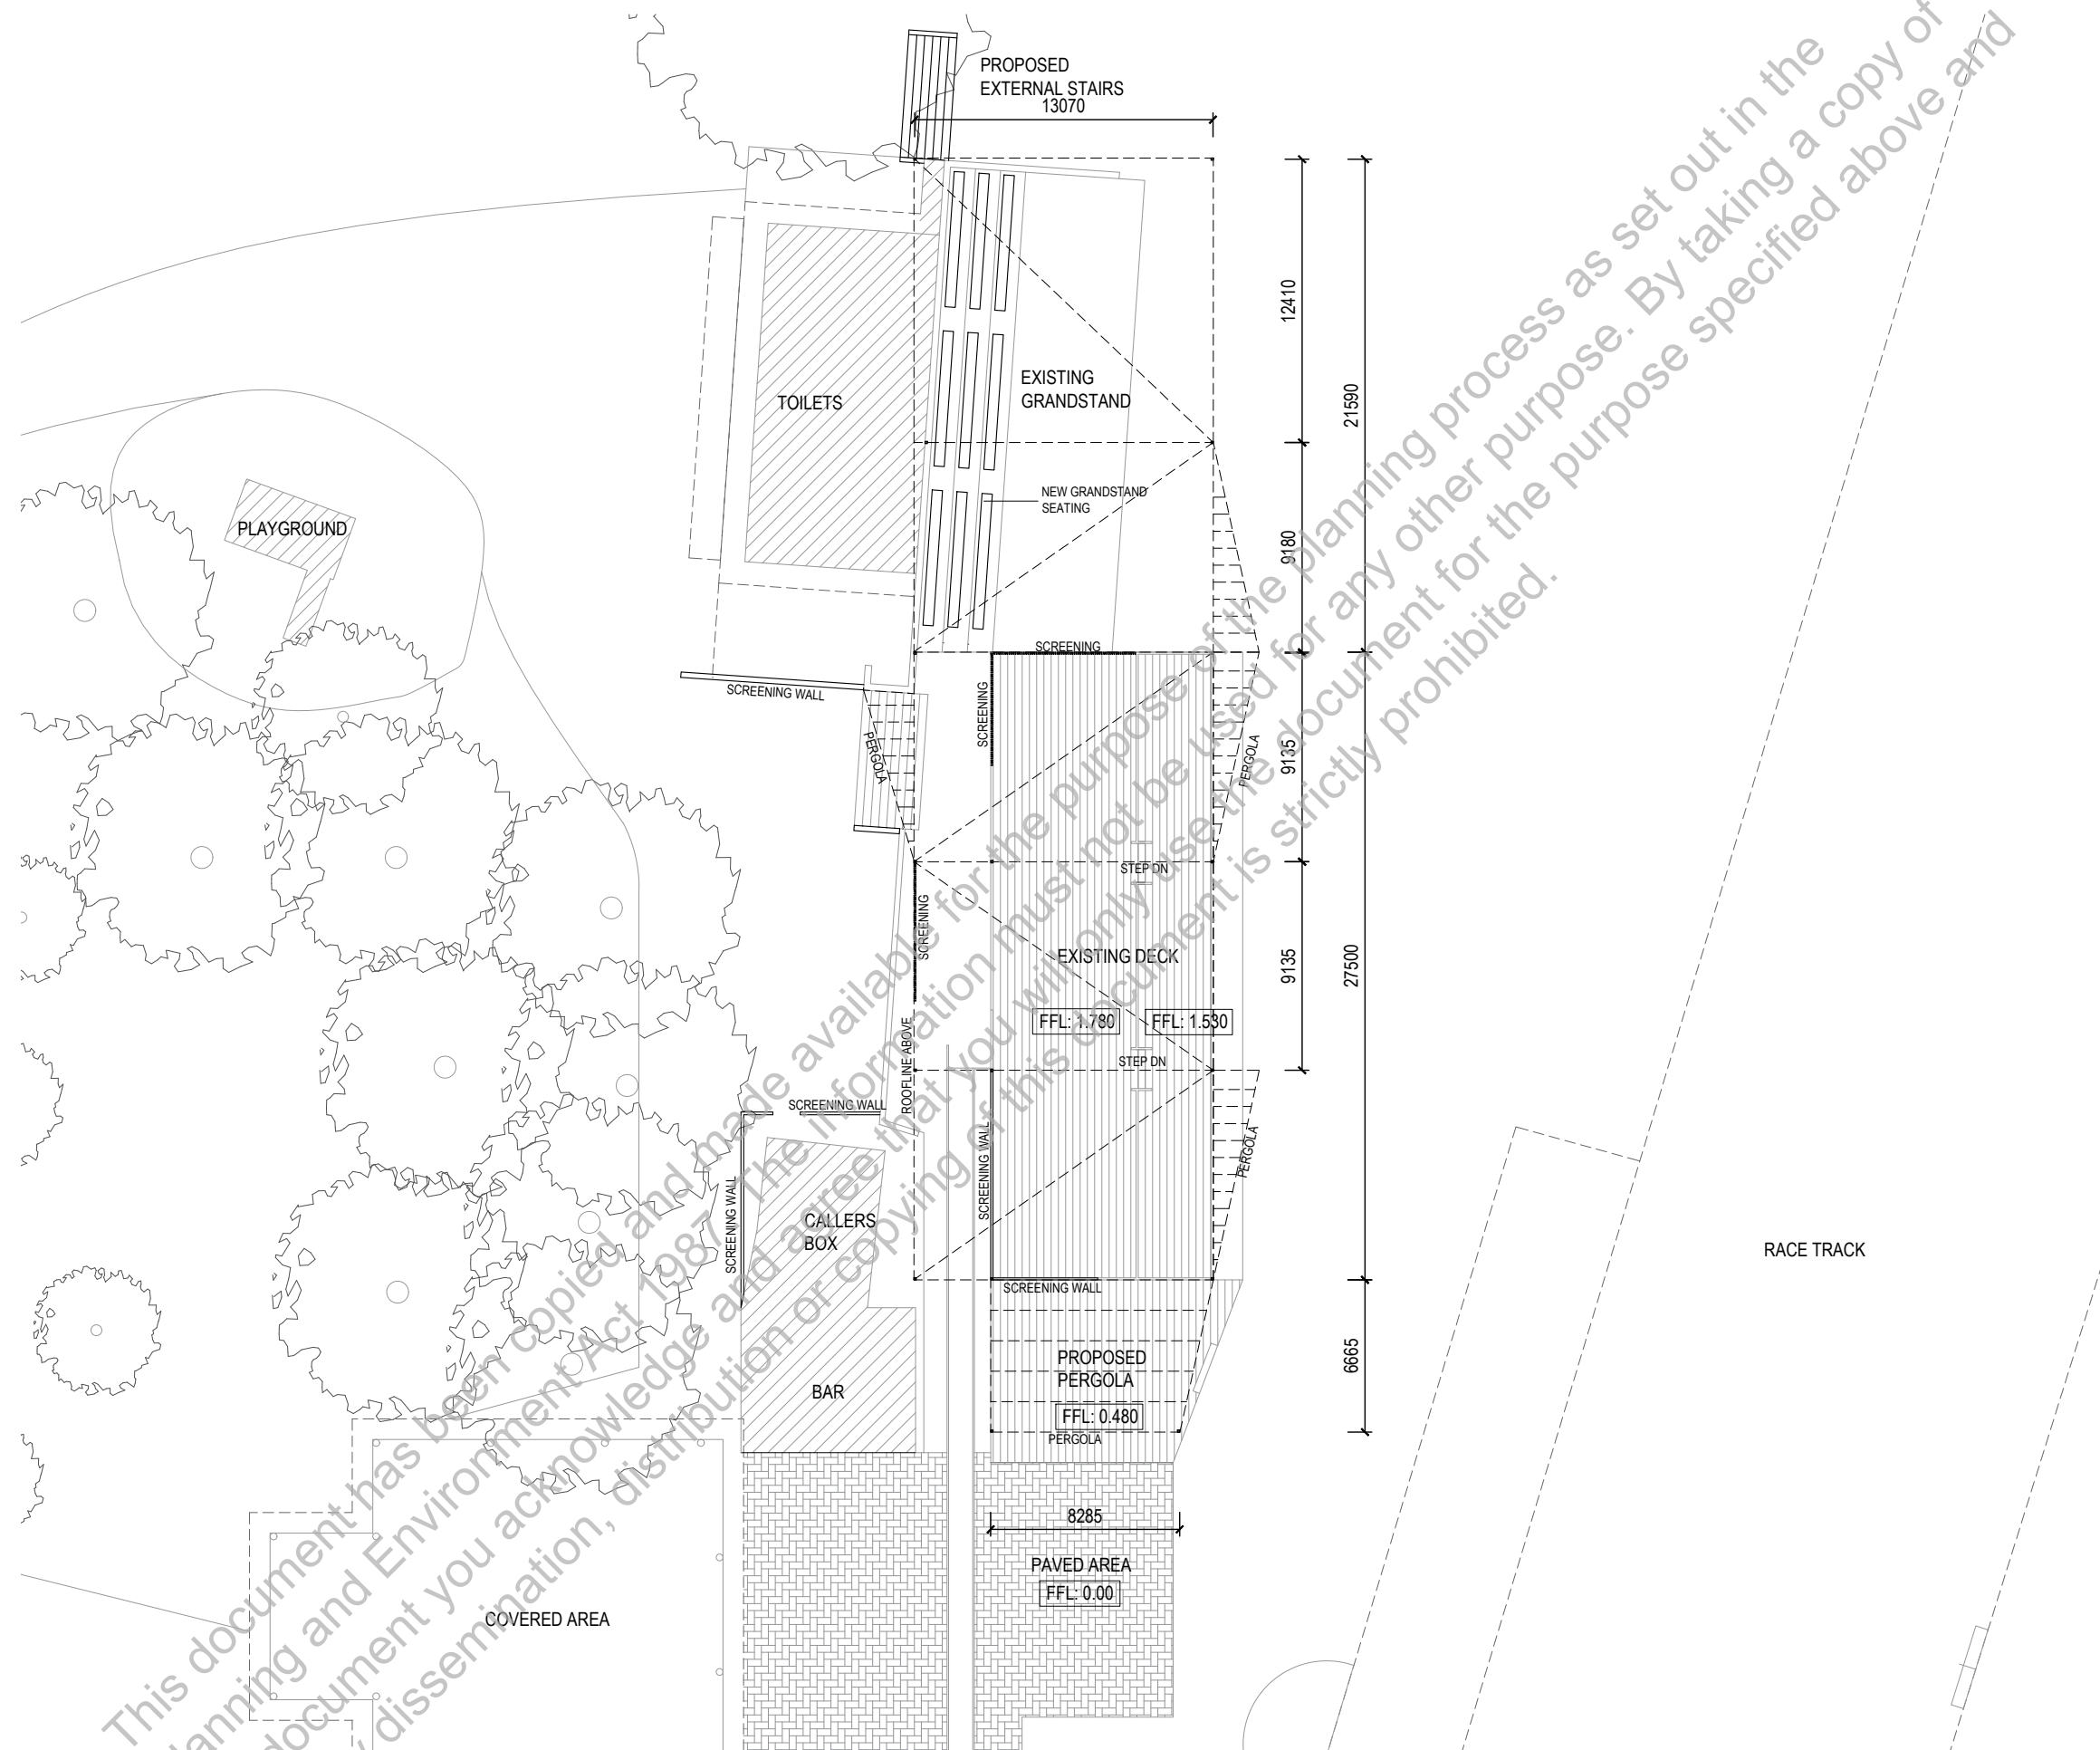 PROPOSED
EXTERNAL STAIRS
13070
12410
21590
TOILETS
EXISTING
GRANDSTAND
NEW GRANDSTAND
SEATING
PLAYGROUND
9180
SCREENING
SCREENING WALL
SCREENING
PERGOLA
PERGOLA
9135
STEP DN
SCREENING
EXISTING DECK
9135
27500
FFL: 1.780
FFL: 1.530
ROOFLINE ABOVE
STEP DN
SCREENING WALL
SCREENING WALL
PERGOLA
SCREENING WALL
CALLERS
BOX
RACE TRACK
SCREENING WALL
PROPOSED
PERGOLA
6665
BAR
FFL: 0.480
PERGOLA
8285
PAVED AREA
FFL: 0.00
COVERED AREA
This document has been copied and made available for the purpose of the planning process as set out in the
Planning and Environment Act 1987. The information must not be used for any other purpose. By taking a copy of
document you acknowledge and agree that you will only use the document for the purpose specified above and
dissemination, distribution or copying of this document is strictly prohibited.